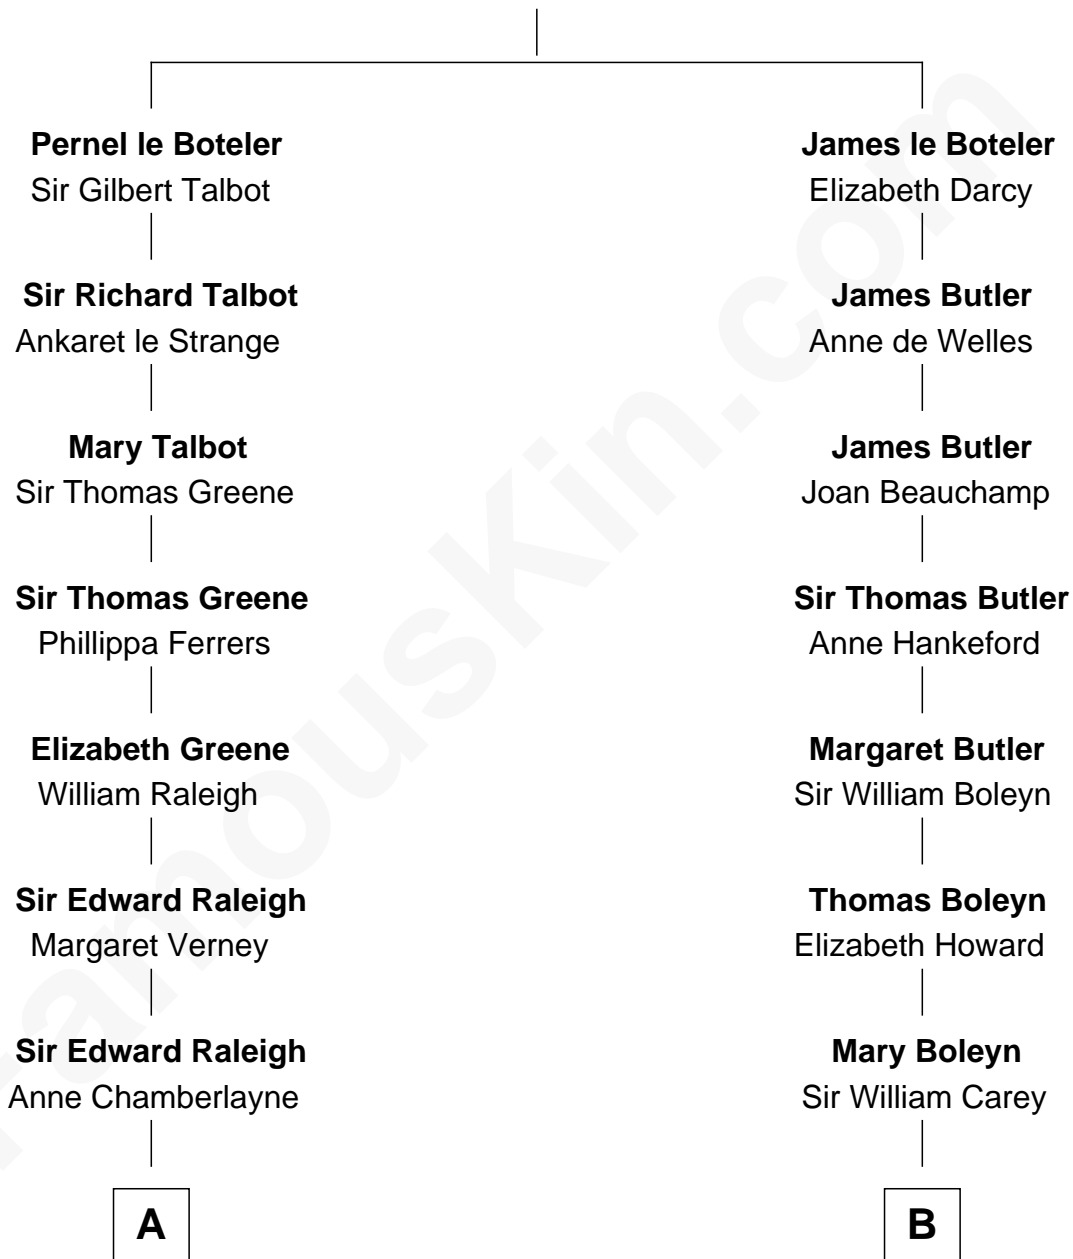 Pernel le Boteler
Sir Gilbert Talbot
Sir Richard Talbot
Ankaret le Strange
Mary Talbot
Sir Thomas Greene
Sir Thomas Greene
Phillippa Ferrers
Elizabeth Greene
William Raleigh
Sir Edward Raleigh
Margaret Verney
Sir Edward Raleigh
Anne Chamberlayne
A
James le Boteler
Elizabeth Darcy
James Butler
Anne de Welles
James Butler
Joan Beauchamp
Sir Thomas Butler
Anne Hankeford
Margaret Butler
Sir William Boleyn
Thomas Boleyn
Elizabeth Howard
Mary Boleyn
Sir William Carey
B
FamousKin.com